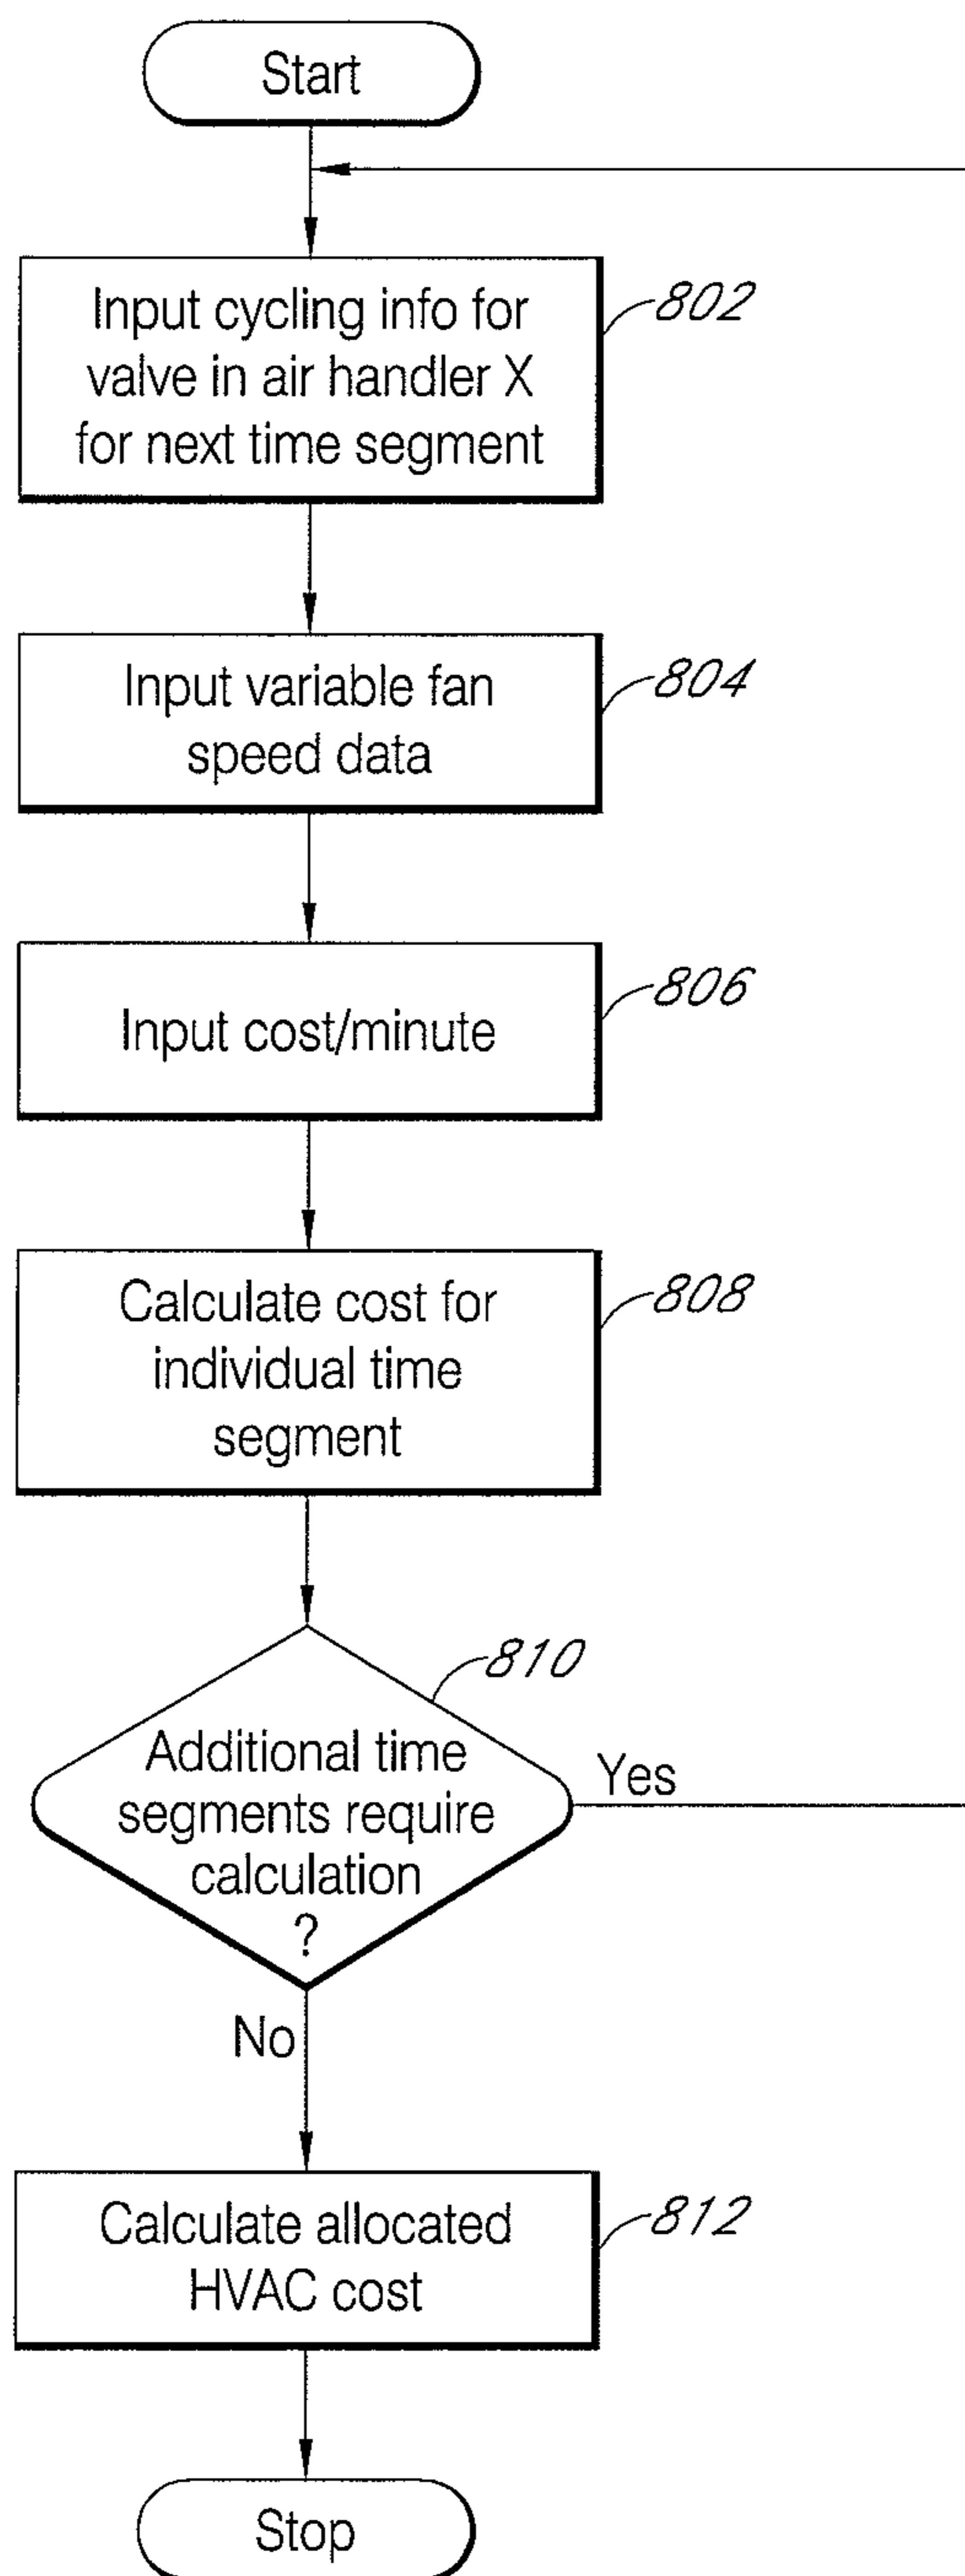 Start
Input cycling info for
valve in air handler X
for next time segment
802
Input variable fan
speed data
804
Input cost/minute
806
Calculate cost for
individual time
segment
808
810
Additional time
segments require
calculation
?
Yes
No
Calculate allocated
HVAC cost
812
Stop